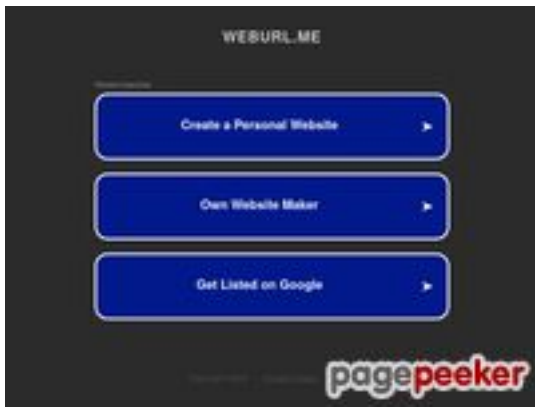 WEBURL.ME
Create a Personal Website
Own Website Maker
Get Listed on Google
pagepeeker